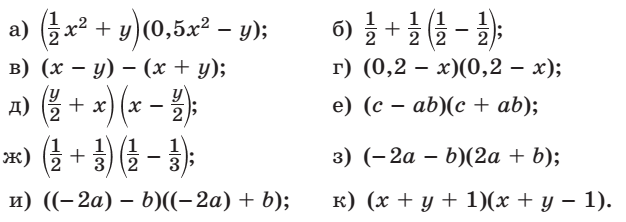 а) (1/2 x² + y)(0,5x² – y); б) 1/2 + 1/2 (1/2 – 1/2);
в) (x – y) – (x + y); г) (0,2 – x)(0,2 – x);
д) (y/2 + x)(x – y/2); е) (c – ab)(c + ab);
ж) (1/2 + 1/3)(1/2 – 1/3); з) (–2a – b)(2a + b);
и) ((–2a) – b)((–2a) + b); к) (x + y + 1)(x + y – 1).